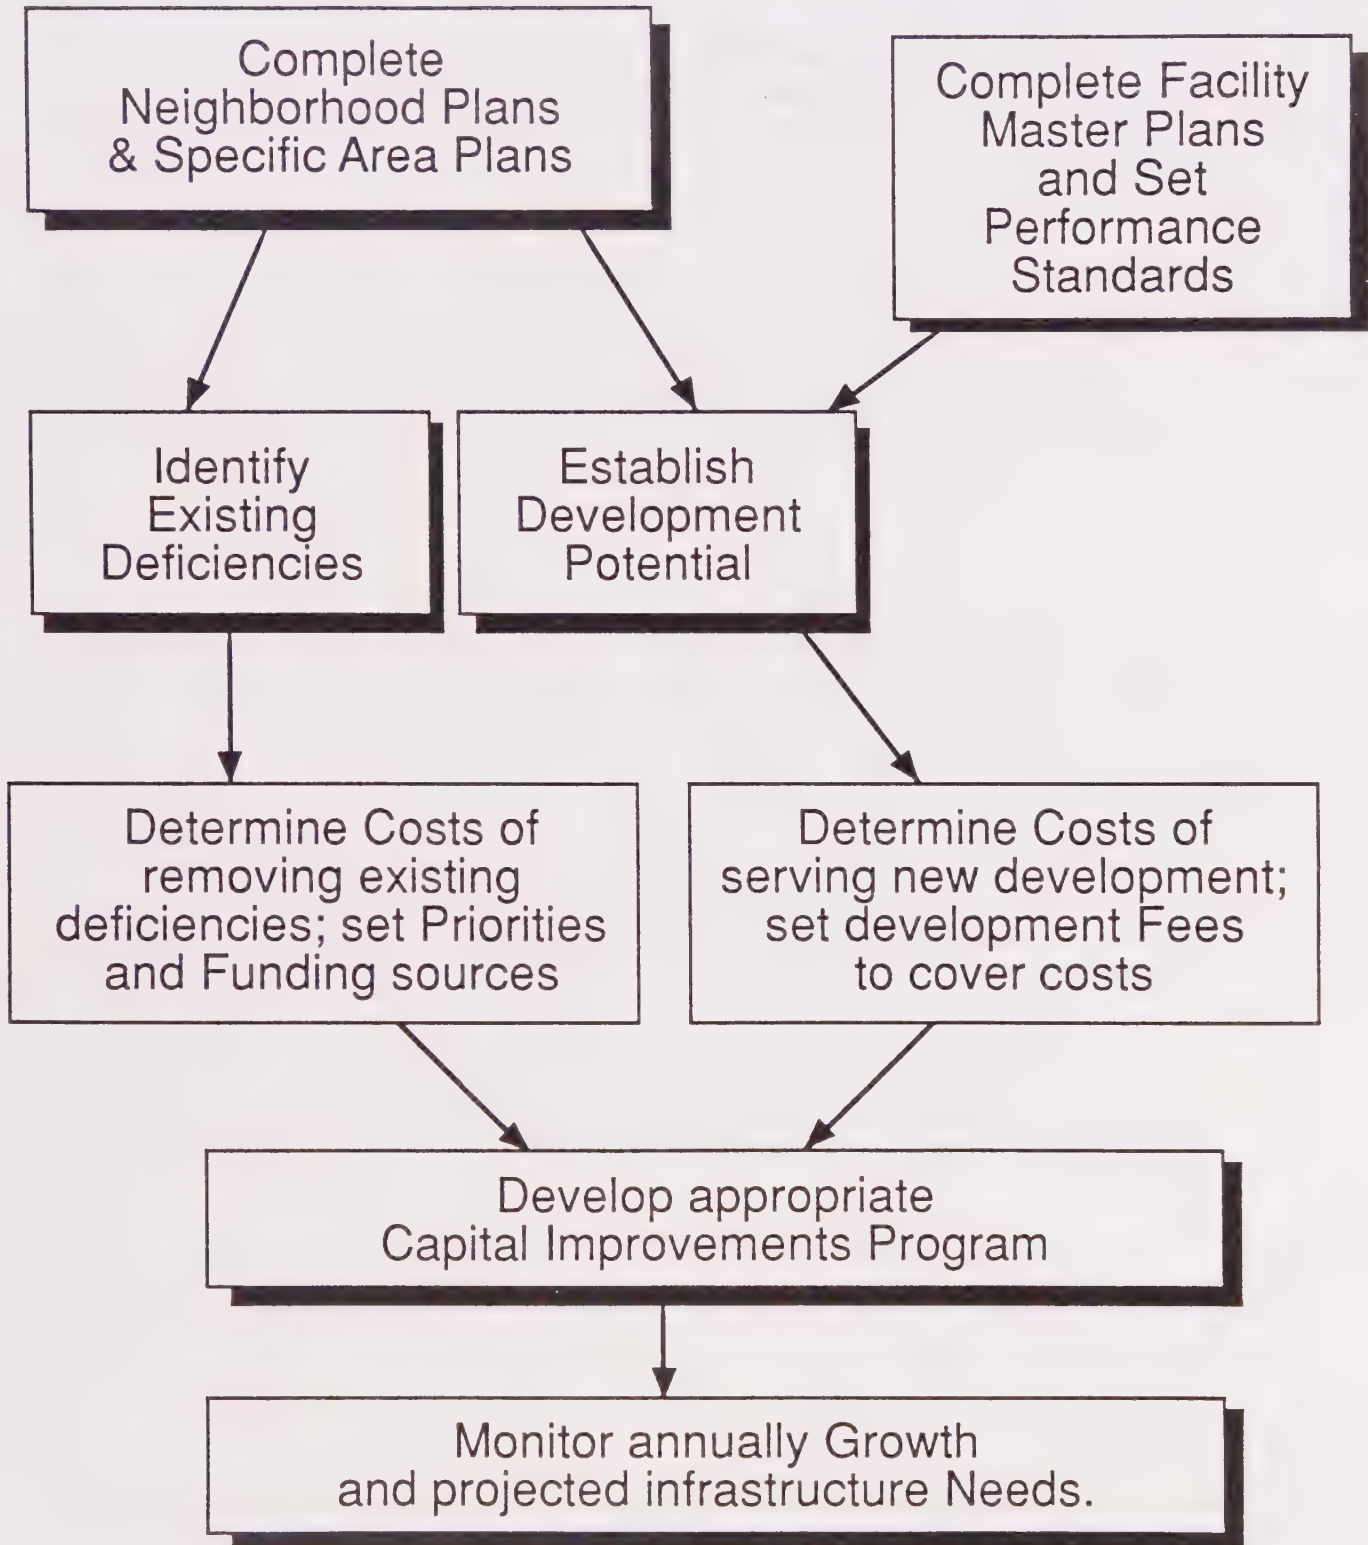 Complete
Neighborhood Plans
& Specific Area Plans
Complete Facility
Master Plans
and Set
Performance
Standards
Identify
Existing
Deficiencies
Establish
Development
Potential
Determine Costs of
removing existing
deficiencies; set Priorities
and Funding sources
Determine Costs of
serving new development;
set development Fees
to cover costs
Develop appropriate
Capital Improvements Program
Monitor annually Growth
and projected infrastructure Needs.